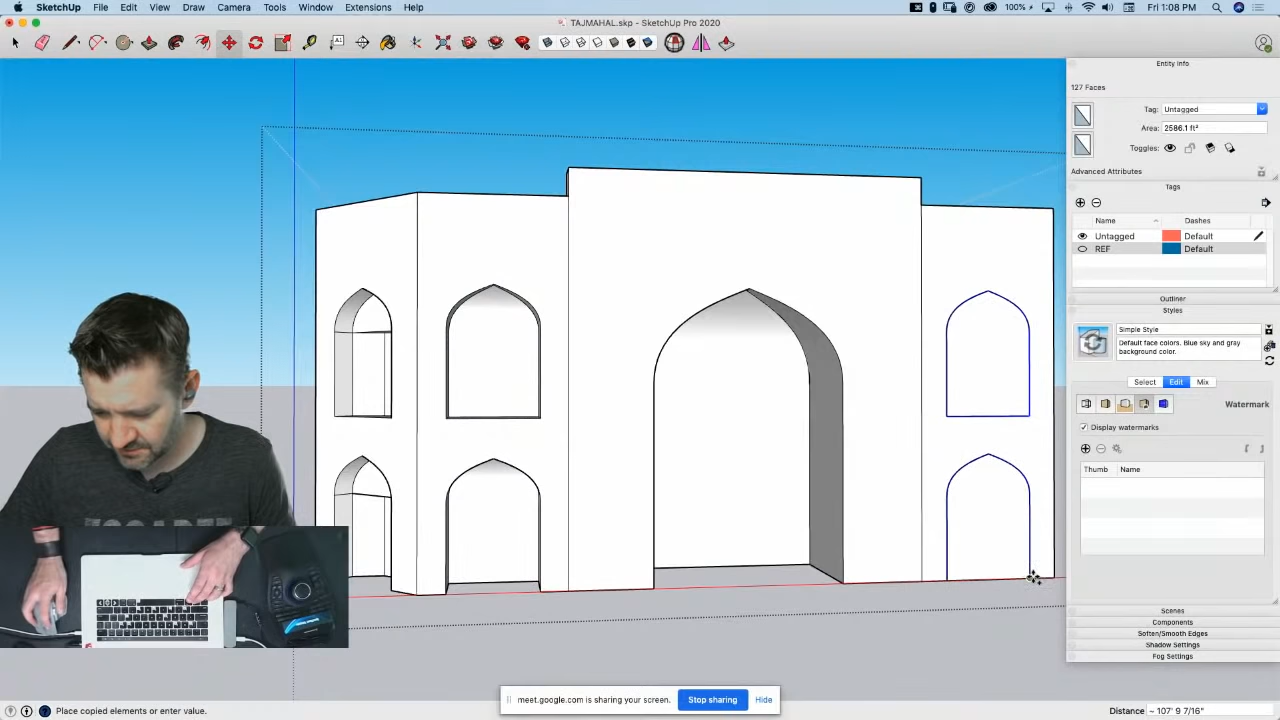 SketchUp File Edit View Draw Camera Tools Window Extensions Help
100% Fri 1:08 PM
TAJMAHAL.skp - SketchUp Pro 2020
Entity Info
127 Faces
Tag: Untagged
Area: 2586.1 ft²
Toggles:
Advanced Attributes
Tags
Name Dashes
Untagged Default
REF Default
Outliner
Styles
Simple Style
Default face colors. Blue sky and gray
background color.
Select Edit Mix
Watermark
Display watermarks
Thumb Name
Scenes
Components
Soften/Smooth Edges
Shadow Settings
Fog Settings
meet.google.com is sharing your screen. Stop sharing Hide
Place copied elements or enter value. Distance ~ 107' 9 7/16"